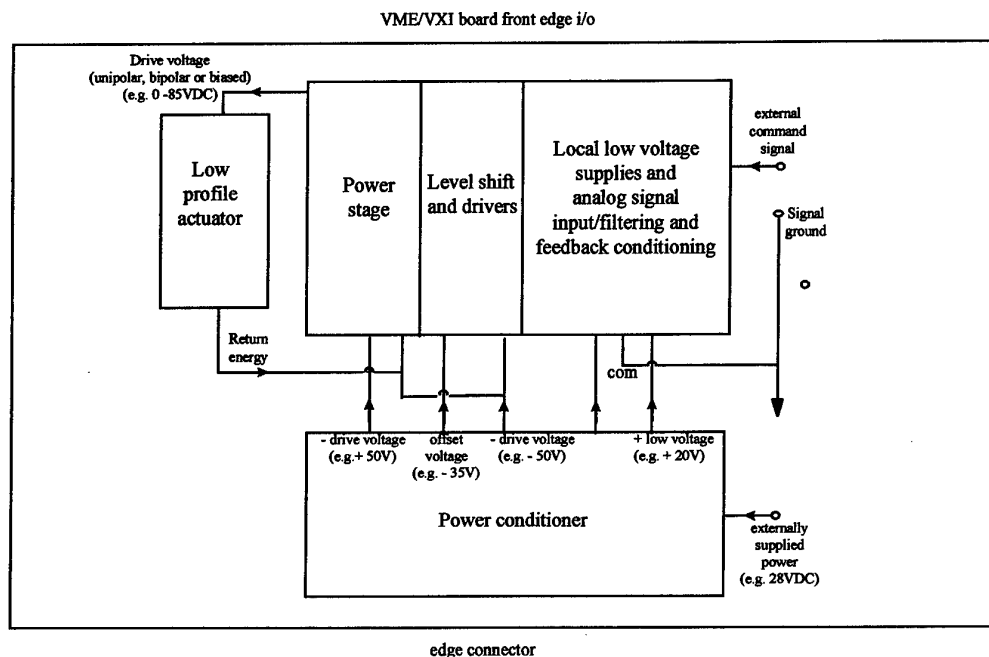 VME/VXI board front edge i/o
Drive voltage
(unipolar, bipolar or biased)
(e.g. 0 -85VDC)
Low
profile
actuator
Power
stage
Level shift
and drivers
Local low voltage
supplies and
analog signal
input/filtering and
feedback conditioning
external
command
signal
Signal
ground
Return
energy
com
- drive voltage
(e.g.+ 50V)
offset
voltage
(e.g. - 35V)
- drive voltage
(e.g. - 50V)
+ low voltage
(e.g. + 20V)
Power conditioner
externally
supplied
power
(e.g. 28VDC)
edge connector